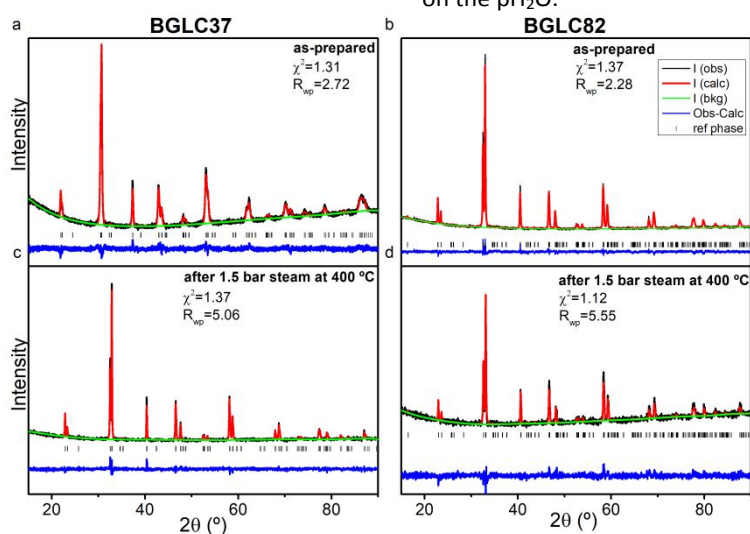 on the pH₂O.
BGLC37
BGLC82
a
as-prepared
χ²=1.31
Rwp=2.72
b
as-prepared
χ²=1.37
Rwp=2.28
I (obs)
I (calc)
I (bkg)
Obs-Calc
ref phase
Intensity
c
after 1.5 bar steam at 400 ºC
χ²=1.37
Rwp=5.06
d
after 1.5 bar steam at 400 ºC
χ²=1.12
Rwp=5.55
Intensity
20 40 60 80
20 40 60 80
2θ (º)
2θ (º)